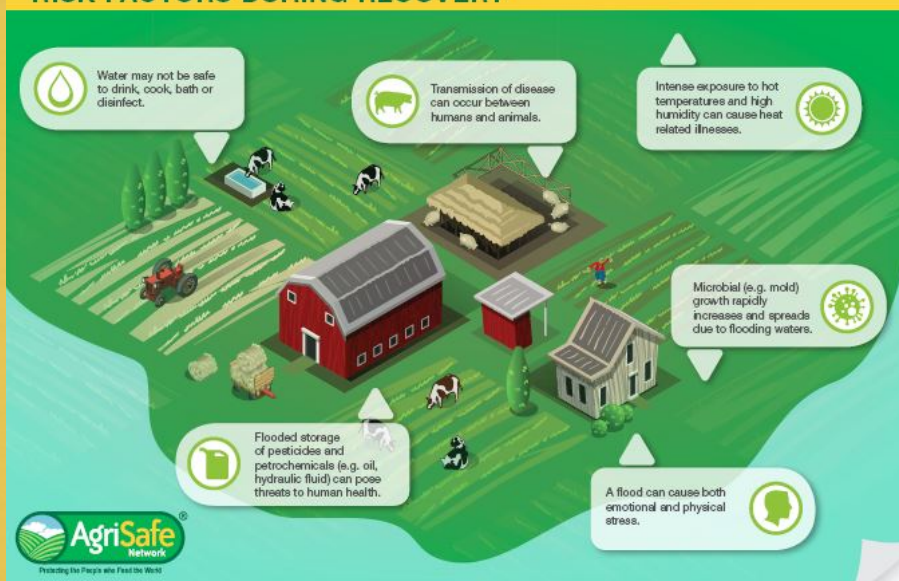 RISK FACTORS DURING RECOVERY
Water may not be safe
to drink, cook, bath or
disinfect.
Transmission of disease
can occur between
humans and animals.
Intense exposure to hot
temperatures and high
humidity can cause heat
related illnesses.
Microbial (e.g. mold)
growth rapidly
increases and spreads
due to flooding waters.
Flooded storage
of pesticides and
petrochemicals (e.g. oil,
hydraulic fluid) can pose
threats to human health.
A flood can cause both
emotional and physical
stress.
AgriSafe®
Network
Protecting the People who Feed the World